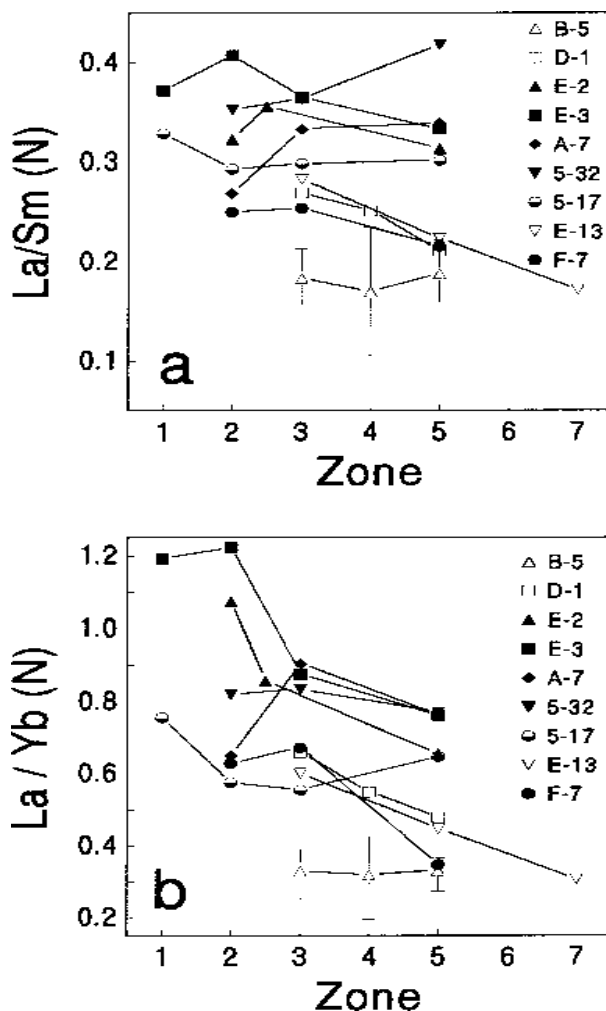 La/Sm (N)
0.4
0.3
0.2
0.1
a
B-5
D-1
E-2
E-3
A-7
5-32
5-17
E-13
F-7
1 2 3 4 5 6 7
Zone
La / Yb (N)
1.2
1.0
0.8
0.6
0.4
0.2
b
B-5
D-1
E-2
E-3
A-7
5-32
5-17
E-13
F-7
1 2 3 4 5 6 7
Zone